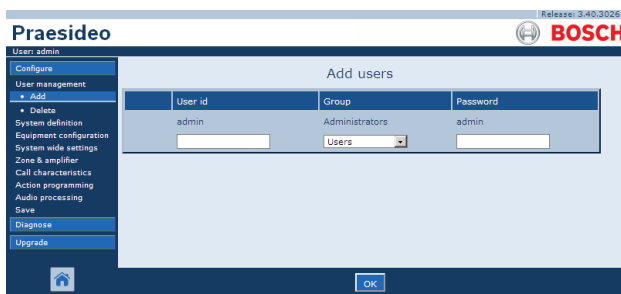 Release: 3.40.3026
Praesideo
BOSCH
User: admin
Configure
User management
• Add
• Delete
System definition
Equipment configuration
System wide settings
Zone & amplifier
Call characteristics
Action programming
Audio processing
Save
Diagnose
Upgrade
Add users
User id Group Password
admin Administrators admin
Users
OK